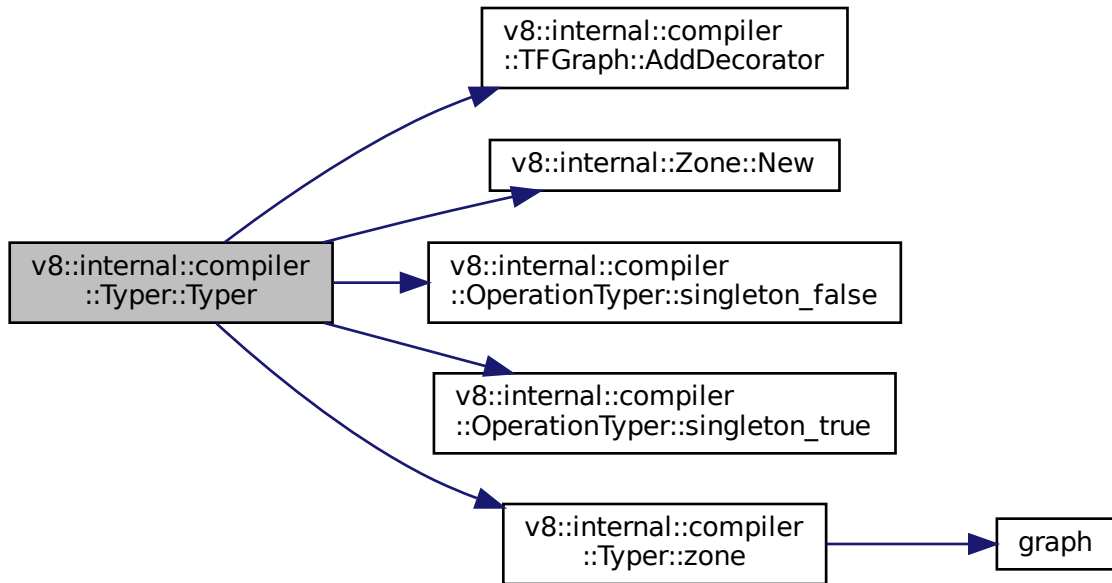 v8::internal::compiler
::TFGraph::AddDecorator
v8::internal::Zone::New
v8::internal::compiler
::Typer::Typer
v8::internal::compiler
::OperationTyper::singleton_false
v8::internal::compiler
::OperationTyper::singleton_true
v8::internal::compiler
::Typer::zone
graph